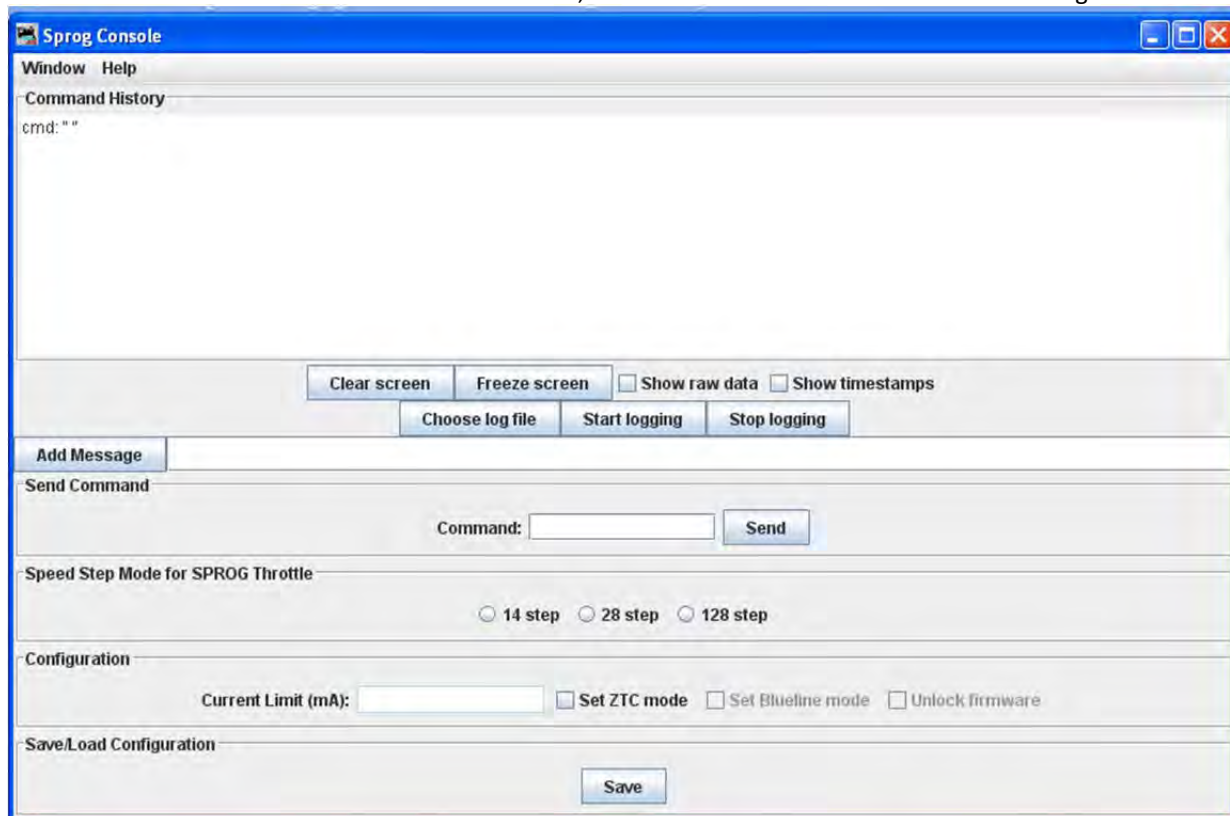 Sprog Console
Window Help
Command History
cmd: " "
Clear screen Freeze screen Show raw data Show timestamps
Choose log file Start logging Stop logging
Add Message
Send Command
Command: Send
Speed Step Mode for SPROG Throttle
14 step 28 step 128 step
Configuration
Current Limit (mA): Set ZTC mode Set Blueline mode Unlock firmware
Save/Load Configuration
Save